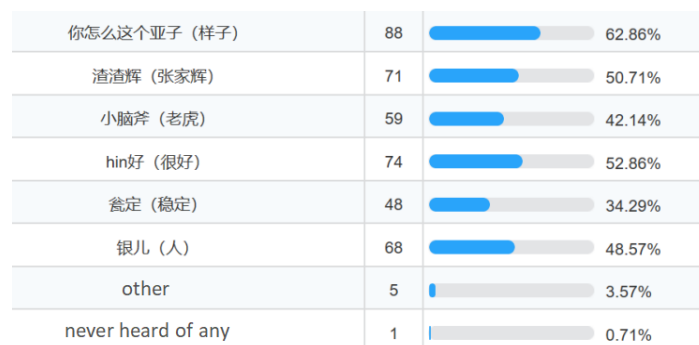 你怎么这个亚子（样子） 88 62.86%
渣渣辉（张家辉） 71 50.71%
小脑斧（老虎） 59 42.14%
hin好（很好） 74 52.86%
瓮定（稳定） 48 34.29%
银儿（人） 68 48.57%
other 5 3.57%
never heard of any 1 0.71%